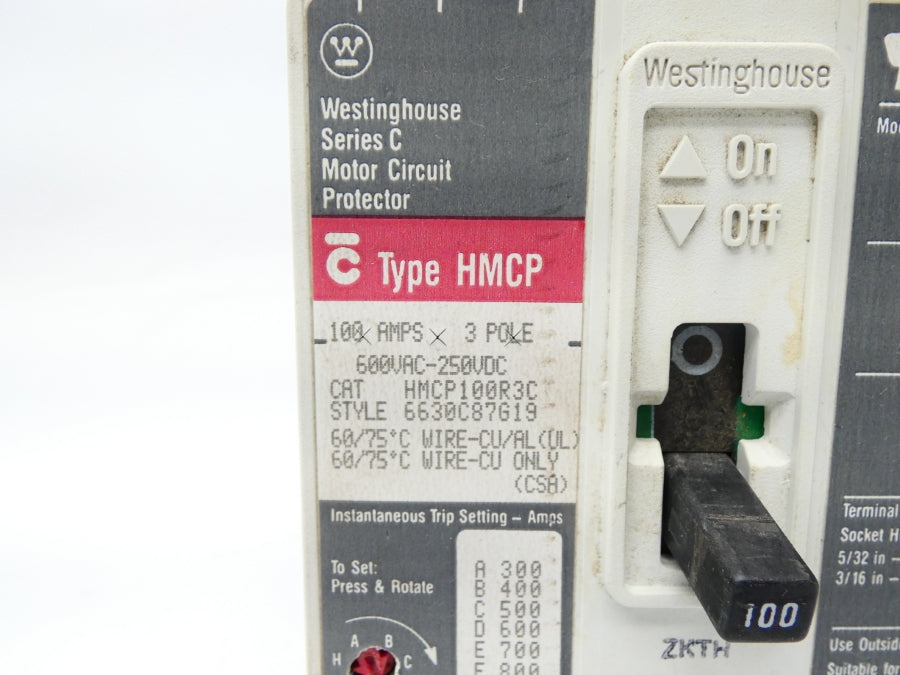 W
Westinghouse
Series C
Motor Circuit
Protector
C Type HMCP
100 AMPS 3 POLE
600VAC-250VDC
CAT HMCP100R3C
STYLE 6630C87G19
60/75°C WIRE-CU/AL(UL)
60/75°C WIRE-CU ONLY
(CSA)
Instantaneous Trip Setting – Amps
To Set:
Press & Rotate
A 300
B 400
C 500
D 600
E 700
F 800
A B
H C
Westinghouse
On
Off
100
ZKTH
Terminal
Socket H
5/32 in –
3/16 in –
Use Outsid
Suitable for